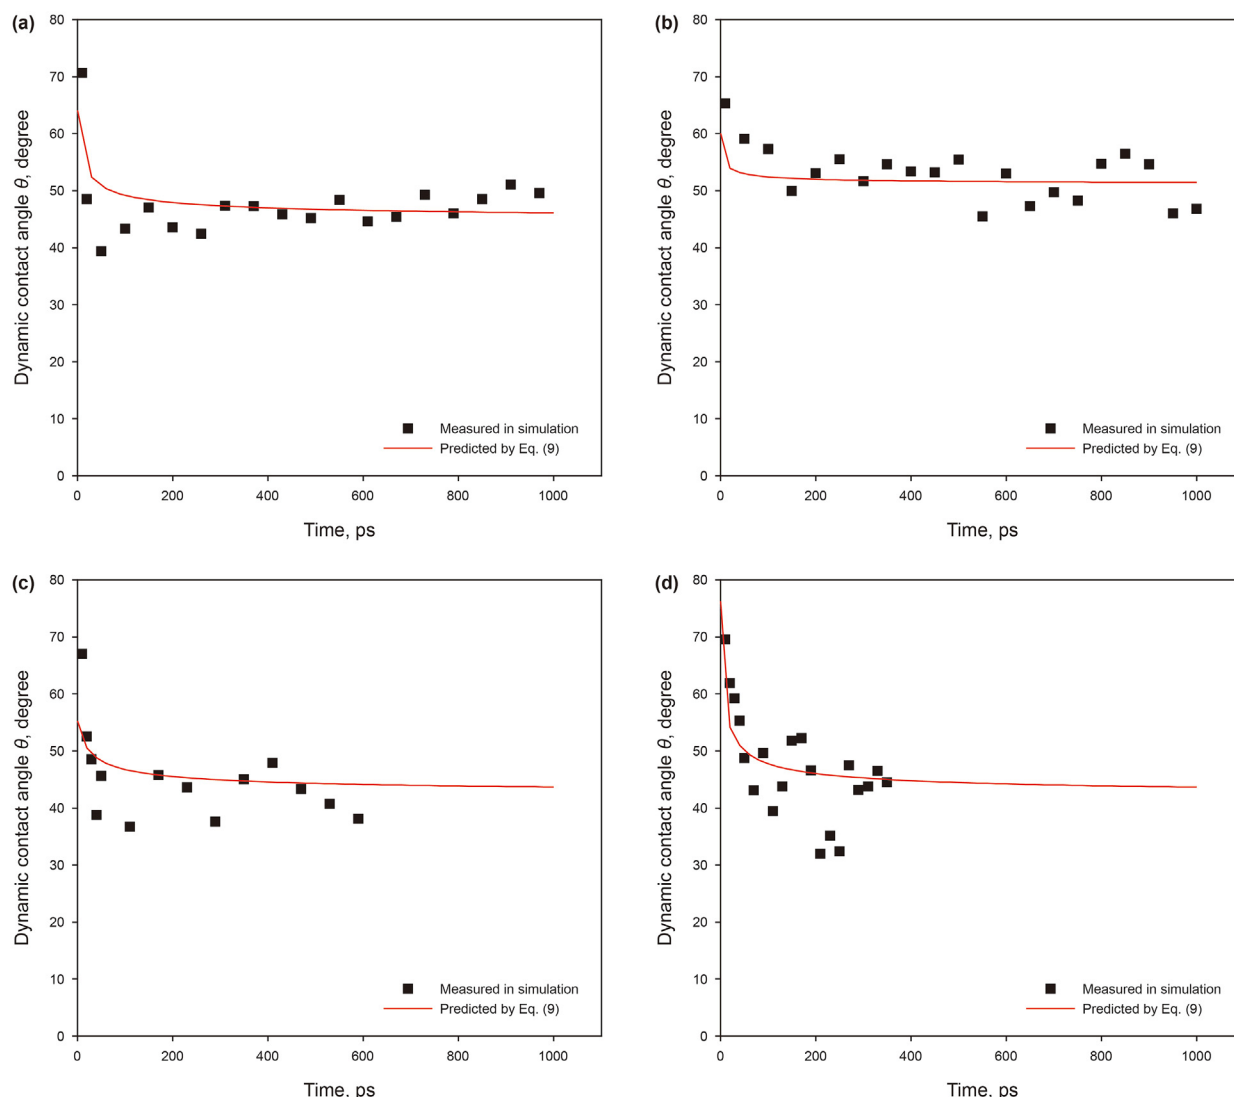 (a)
80
70
60
50
40
30
20
10
0
Dynamic contact angle θ, degree
Measured in simulation
Predicted by Eq. (9)
0 200 400 600 800 1000
Time, ps
(b)
80
70
60
50
40
30
20
10
0
Dynamic contact angle θ, degree
Measured in simulation
Predicted by Eq. (9)
0 200 400 600 800 1000
Time, ps
(c)
80
70
60
50
40
30
20
10
0
Dynamic contact angle θ, degree
Measured in simulation
Predicted by Eq. (9)
0 200 400 600 800 1000
Time, ps
(d)
80
70
60
50
40
30
20
10
0
Dynamic contact angle θ, degree
Measured in simulation
Predicted by Eq. (9)
0 200 400 600 800 1000
Time, ps